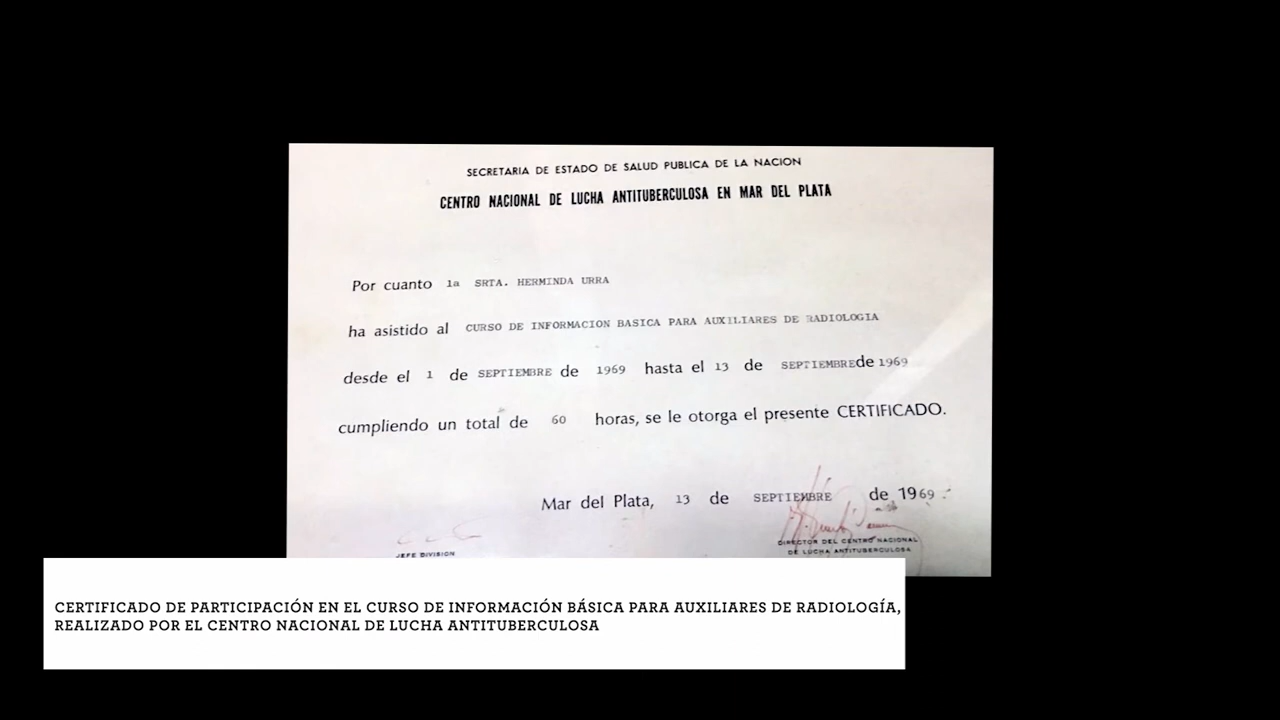 SECRETARIA DE ESTADO DE SALUD PUBLICA DE LA NACION
CENTRO NACIONAL DE LUCHA ANTITUBERCULOSA EN MAR DEL PLATA
Por cuanto la SRTA. HERMINDA URRA
ha asistido al CURSO DE INFORMACION BASICA PARA AUXILIARES DE RADIOLOGIA
desde el 1 de SEPTIEMBRE de 1969 hasta el 13 de SEPTIEMBRE de 1969
cumpliendo un total de 60 horas, se le otorga el presente CERTIFICADO.
Mar del Plata, 13 de SEPTIEMBRE de 1969.
JEFE DIVISION
DIRECTOR DEL CENTRO NACIONAL
DE LUCHA ANTITUBERCULOSA
CERTIFICADO DE PARTICIPACIÓN EN EL CURSO DE INFORMACIÓN BÁSICA PARA AUXILIARES DE RADIOLOGÍA,
REALIZADO POR EL CENTRO NACIONAL DE LUCHA ANTITUBERCULOSA